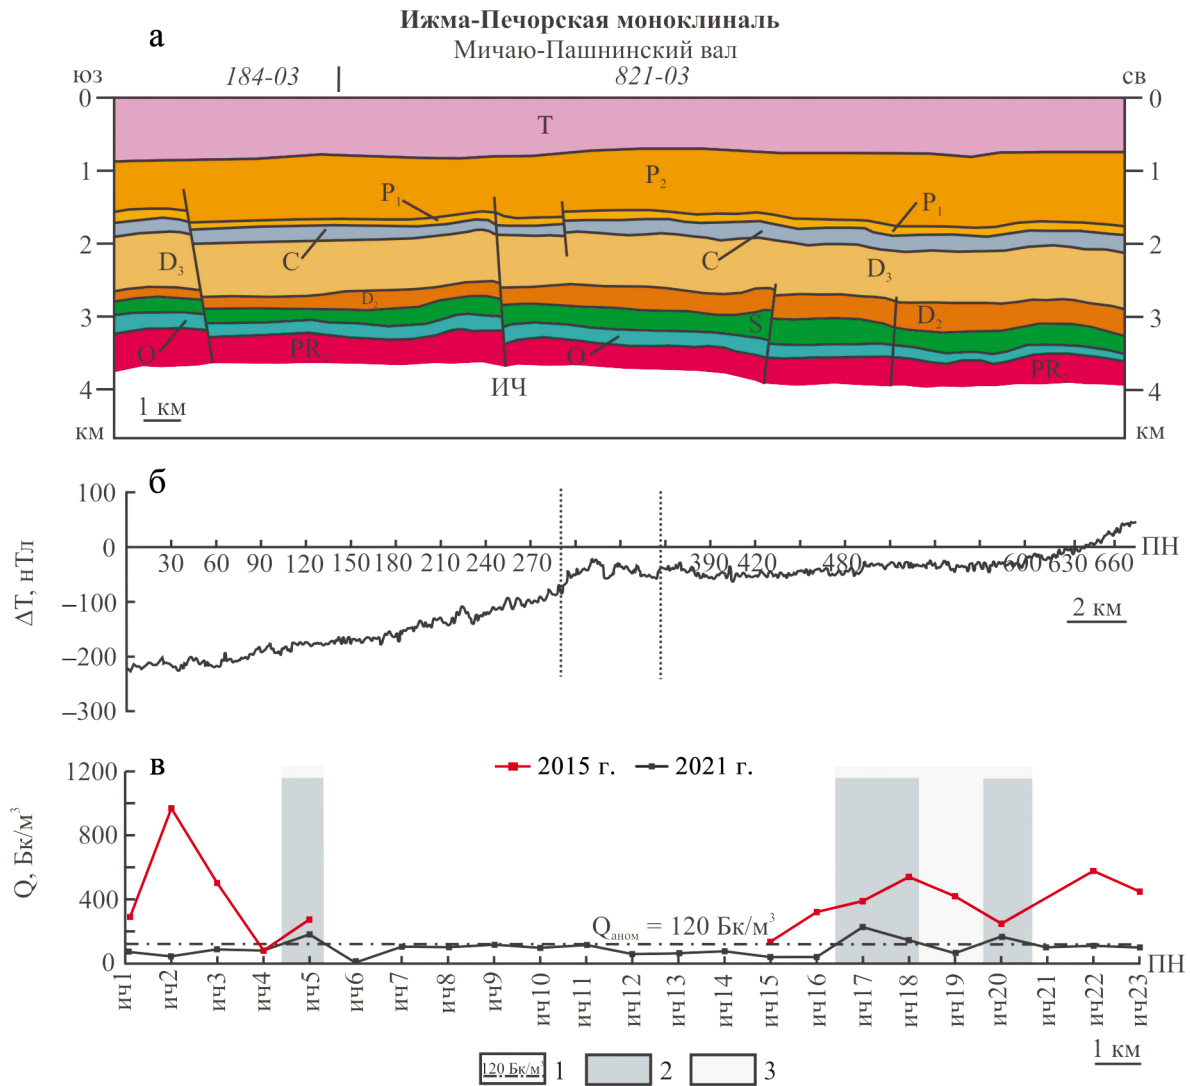 Ижма-Печорская моноклиналь
а
Мичаю-Пашнинский вал
ЮЗ 184-03 821-03 СВ
0 0
T
1 1
P₂
P₁ P₁
2 2
D₃ C C D₃
D₂
3 S D₂ 3
O PR O PR
4 ИЧ 4
1 км
км км
б
100
0 ПН
30 60 90 120 150 180 210 240 270 390 420 480 600 630 660
−100 2 км
−200
−300
ΔT, нТл
в
1200 2015 г. 2021 г.
800
400
Qаном = 120 Бк/м³
0 ПН
Q, Бк/м³
ич1 ич2 ич3 ич4 ич5 ич6 ич7 ич8 ич9 ич10 ич11 ич12 ич13 ич14 ич15 ич16 ич17 ич18 ич19 ич20 ич21 ич22 ич23
1 км
120 Бк/м³ 1 2 3